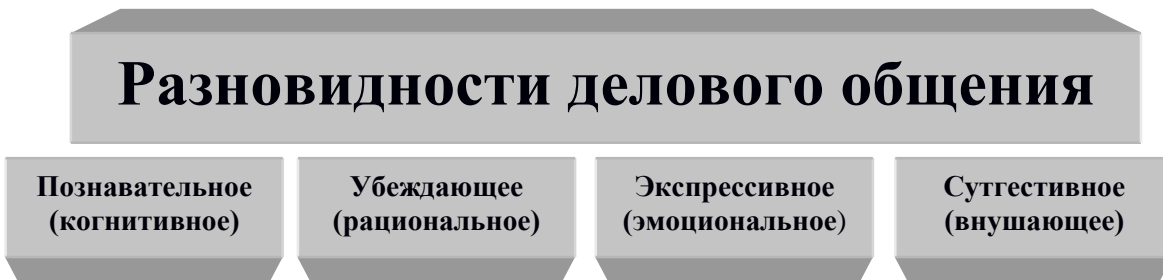 Разновидности делового общения
Познавательное
(когнитивное)
Убеждающее
(рациональное)
Экспрессивное
(эмоциональное)
Сутгестивное
(внушающее)